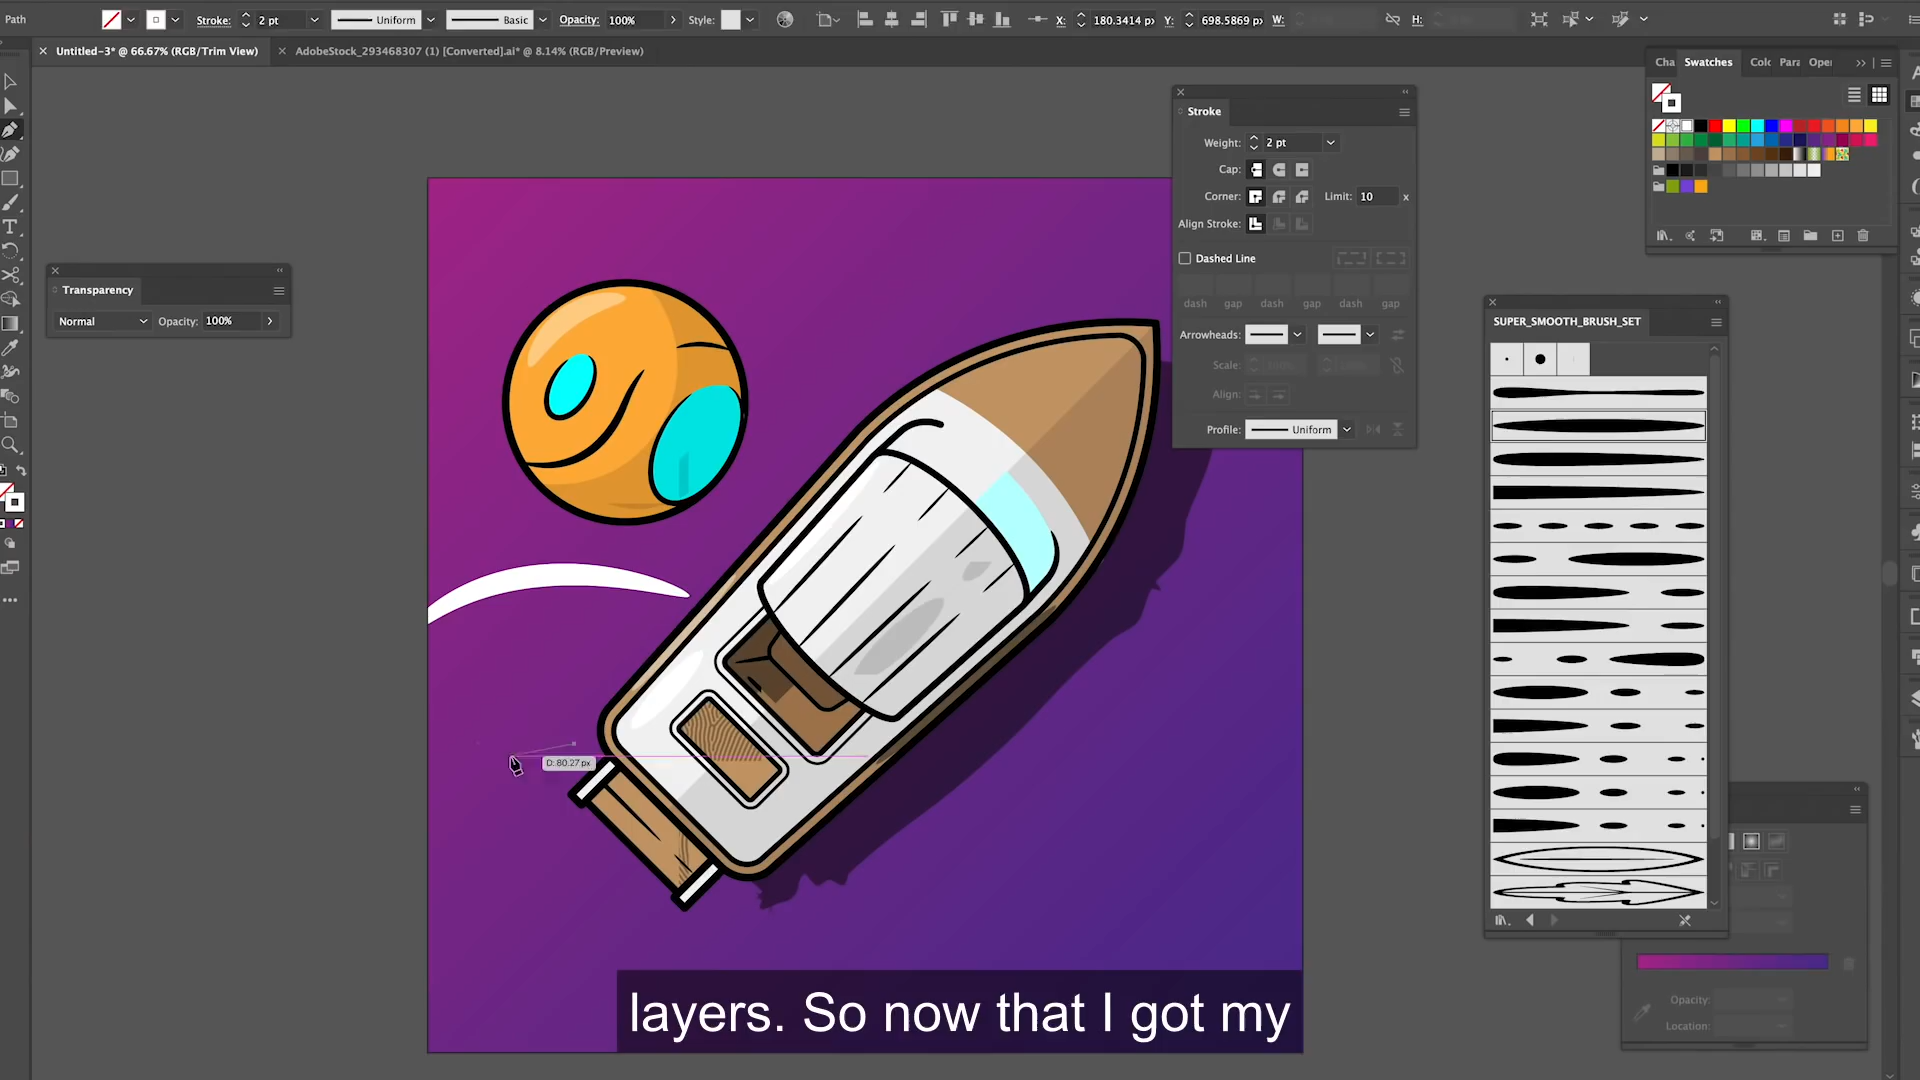 Path
Stroke:
2 pt
Uniform
Basic
Opacity:
100%
Style:
X:
180.3414 px
Y:
698.5869 px
W:
H:
Untitled-3* @ 66.67% (RGB/Trim View)
AdobeStock_293468307 (1) [Converted].ai* @ 8.14% (RGB/Preview)
Transparency
Normal
Opacity:
100%
Stroke
Weight:
2 pt
Cap:
Corner:
Limit:
10
x
Align Stroke:
Dashed Line
dash
gap
dash
gap
dash
gap
Arrowheads:
Scale:
Align:
Profile:
Uniform
Cha
Swatches
Colc
Para
Oper
SUPER_SMOOTH_BRUSH_SET
Opacity:
Location:
D: 80.27 px
layers. So now that I got my